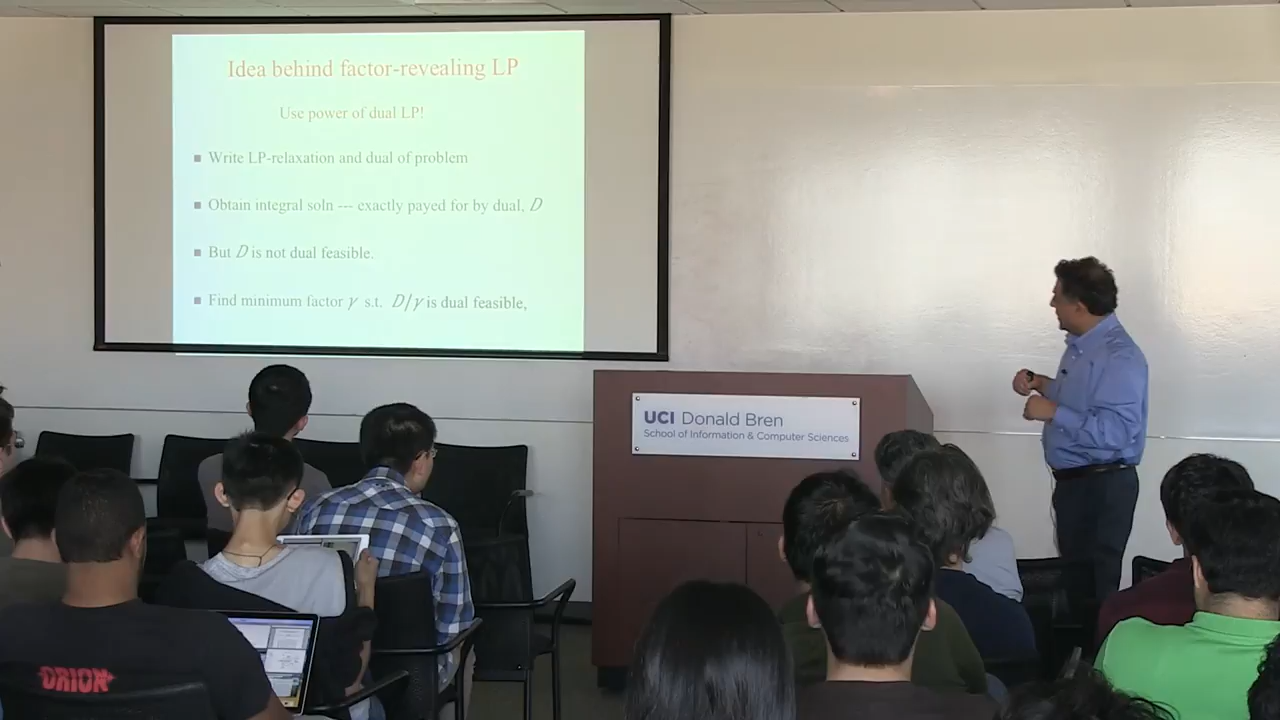 Idea behind factor-revealing LP
Use power of dual LP!
■ Write LP-relaxation and dual of problem
■ Obtain integral soln --- exactly payed for by dual, D
■ But D is not dual feasible.
■ Find minimum factor γ s.t. D/γ is dual feasible,
UCI Donald Bren
School of Information & Computer Sciences
ORION